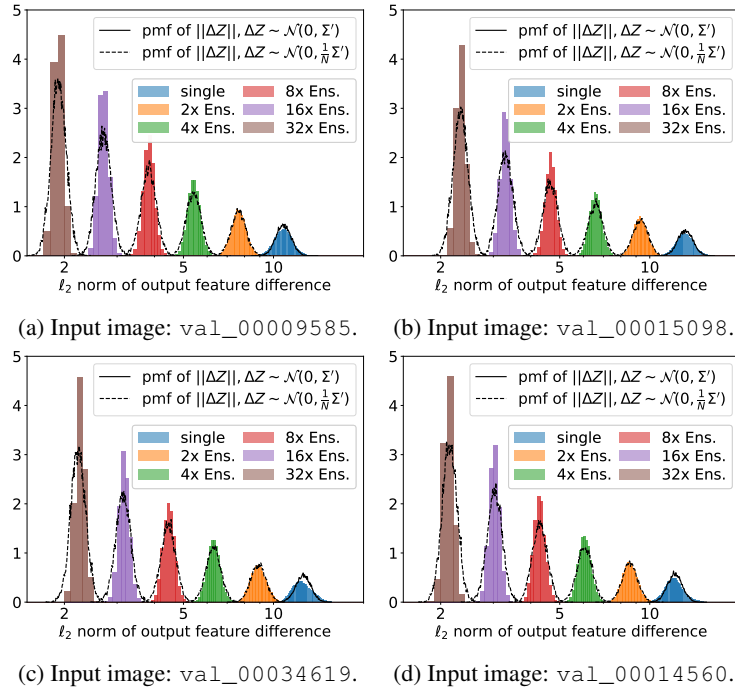 5
4
3
2
1
0
pmf of ||ΔZ||, ΔZ ~ 𝒩(0, Σ′)
pmf of ||ΔZ||, ΔZ ~ 𝒩(0, 1/N Σ′)
single 8x Ens.
2x Ens. 16x Ens.
4x Ens. 32x Ens.
2 5 10
ℓ₂ norm of output feature difference
(a) Input image: val_00009585.
5
4
3
2
1
0
pmf of ||ΔZ||, ΔZ ~ 𝒩(0, Σ′)
pmf of ||ΔZ||, ΔZ ~ 𝒩(0, 1/N Σ′)
single 8x Ens.
2x Ens. 16x Ens.
4x Ens. 32x Ens.
2 5 10
ℓ₂ norm of output feature difference
(b) Input image: val_00015098.
5
4
3
2
1
0
pmf of ||ΔZ||, ΔZ ~ 𝒩(0, Σ′)
pmf of ||ΔZ||, ΔZ ~ 𝒩(0, 1/N Σ′)
single 8x Ens.
2x Ens. 16x Ens.
4x Ens. 32x Ens.
2 5 10
ℓ₂ norm of output feature difference
(c) Input image: val_00034619.
5
4
3
2
1
0
pmf of ||ΔZ||, ΔZ ~ 𝒩(0, Σ′)
pmf of ||ΔZ||, ΔZ ~ 𝒩(0, 1/N Σ′)
single 8x Ens.
2x Ens. 16x Ens.
4x Ens. 32x Ens.
2 5 10
ℓ₂ norm of output feature difference
(d) Input image: val_00014560.